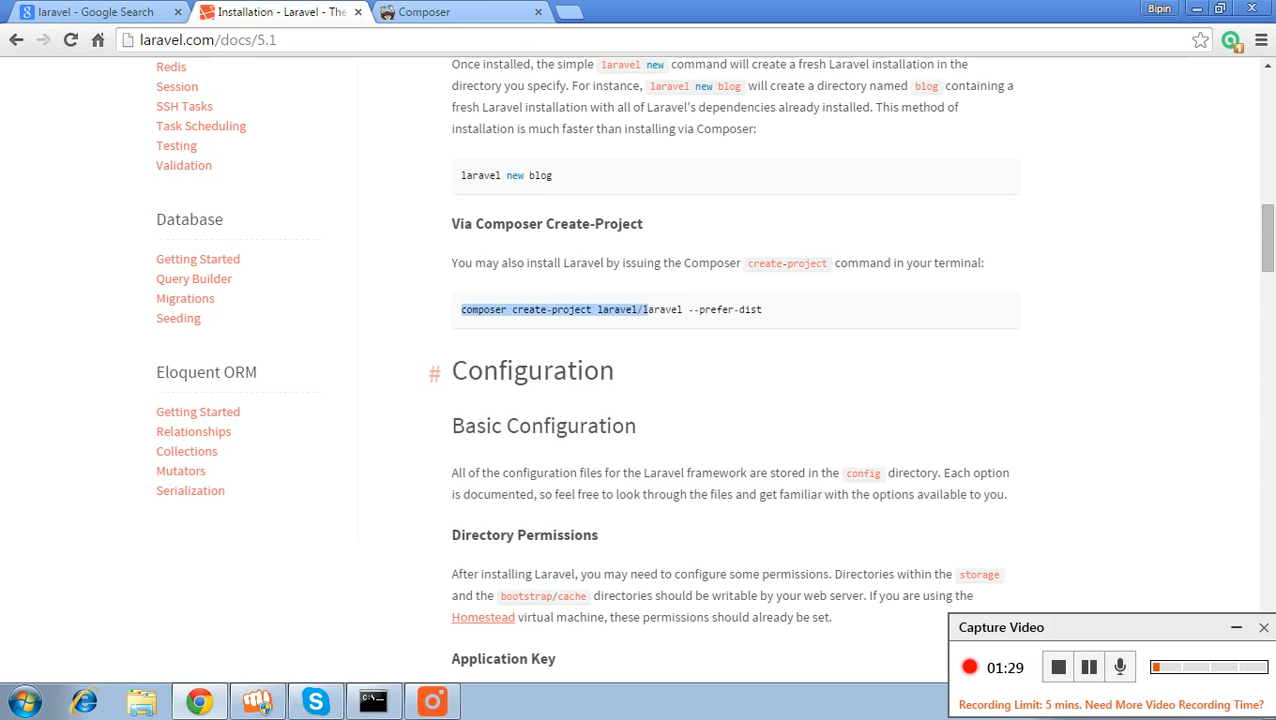 laravel - Google Search
Installation - Laravel - The
Composer
Bipin
laravel.com/docs/5.1
Redis
Session
SSH Tasks
Task Scheduling
Testing
Validation
Database
Getting Started
Query Builder
Migrations
Seeding
Eloquent ORM
Getting Started
Relationships
Collections
Mutators
Serialization
Once installed, the simple laravel new command will create a fresh Laravel installation in the
directory you specify. For instance, laravel new blog will create a directory named blog containing a
fresh Laravel installation with all of Laravel's dependencies already installed. This method of
installation is much faster than installing via Composer:
laravel new blog
Via Composer Create-Project
You may also install Laravel by issuing the Composer create-project command in your terminal:
composer create-project laravel/laravel --prefer-dist
# Configuration
Basic Configuration
All of the configuration files for the Laravel framework are stored in the config directory. Each option
is documented, so feel free to look through the files and get familiar with the options available to you.
Directory Permissions
After installing Laravel, you may need to configure some permissions. Directories within the storage
and the bootstrap/cache directories should be writable by your web server. If you are using the
Homestead virtual machine, these permissions should already be set.
Application Key
Capture Video
01:29
Recording Limit: 5 mins. Need More Video Recording Time?